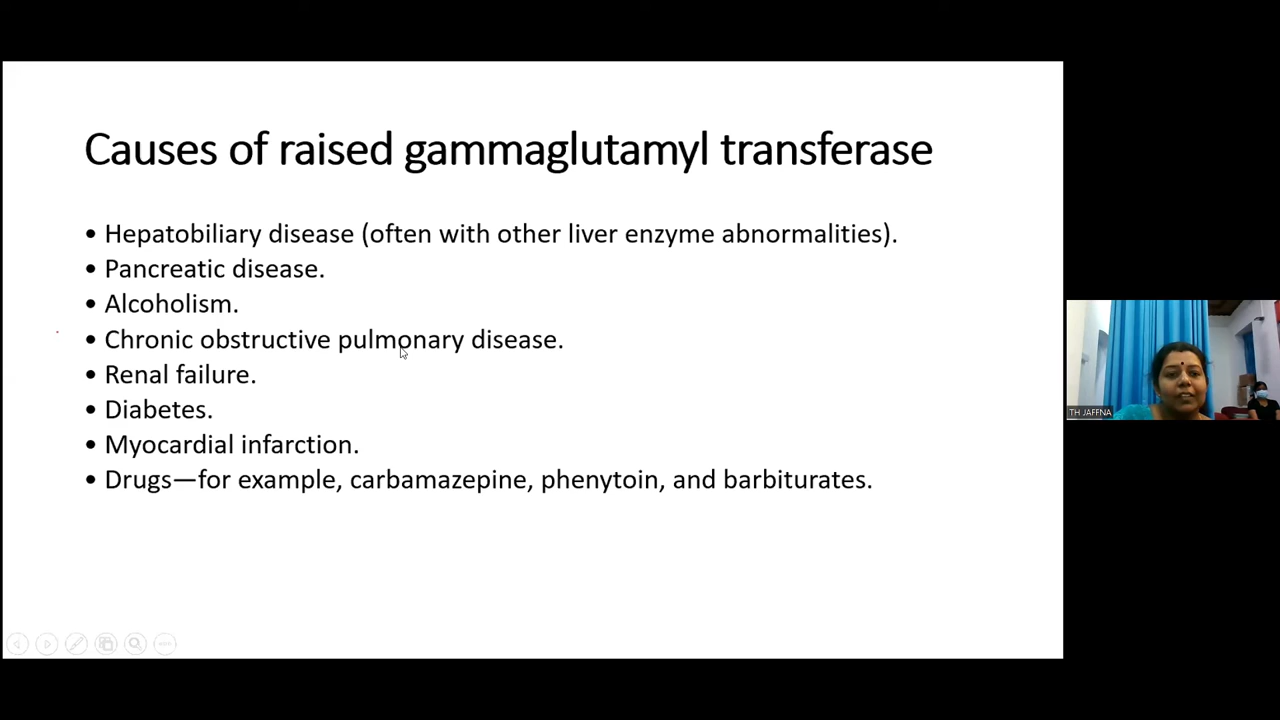 Causes of raised gammaglutamyl transferase
• Hepatobiliary disease (often with other liver enzyme abnormalities).
• Pancreatic disease.
• Alcoholism.
• Chronic obstructive pulmonary disease.
• Renal failure.
• Diabetes.
• Myocardial infarction.
• Drugs—for example, carbamazepine, phenytoin, and barbiturates.
TH JAFFNA